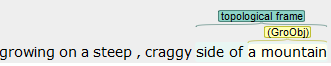 topological frame
(GroObj)
growing on a steep , craggy side of a mountain